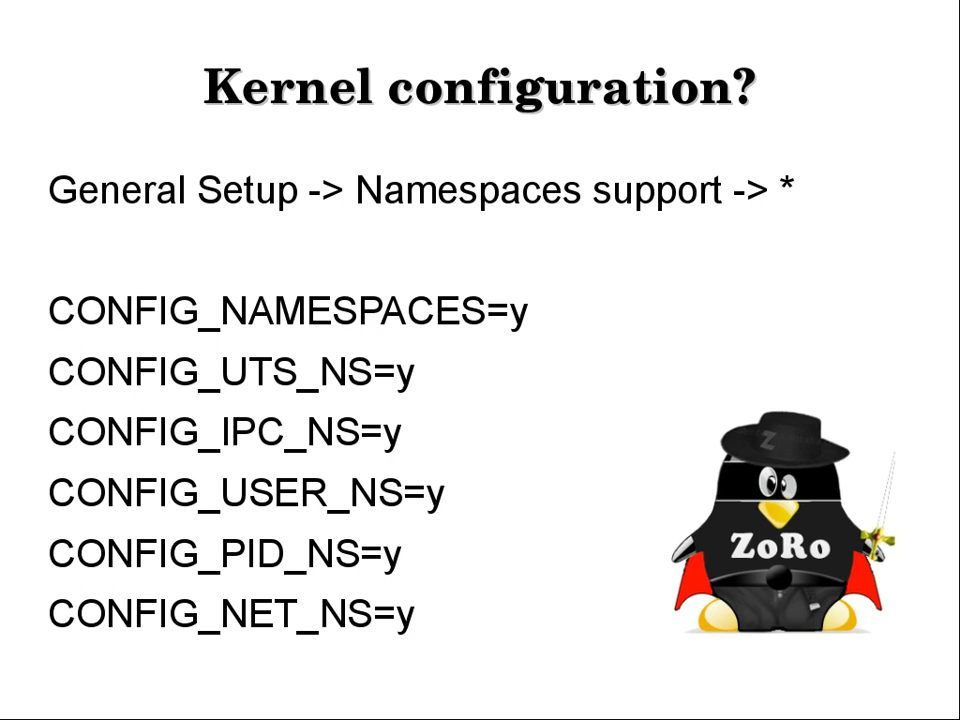 Kernel configuration?
General Setup -> Namespaces support -> *
CONFIG_NAMESPACES=y
CONFIG_UTS_NS=y
CONFIG_IPC_NS=y
CONFIG_USER_NS=y
CONFIG_PID_NS=y
CONFIG_NET_NS=y
Z
ZoRo